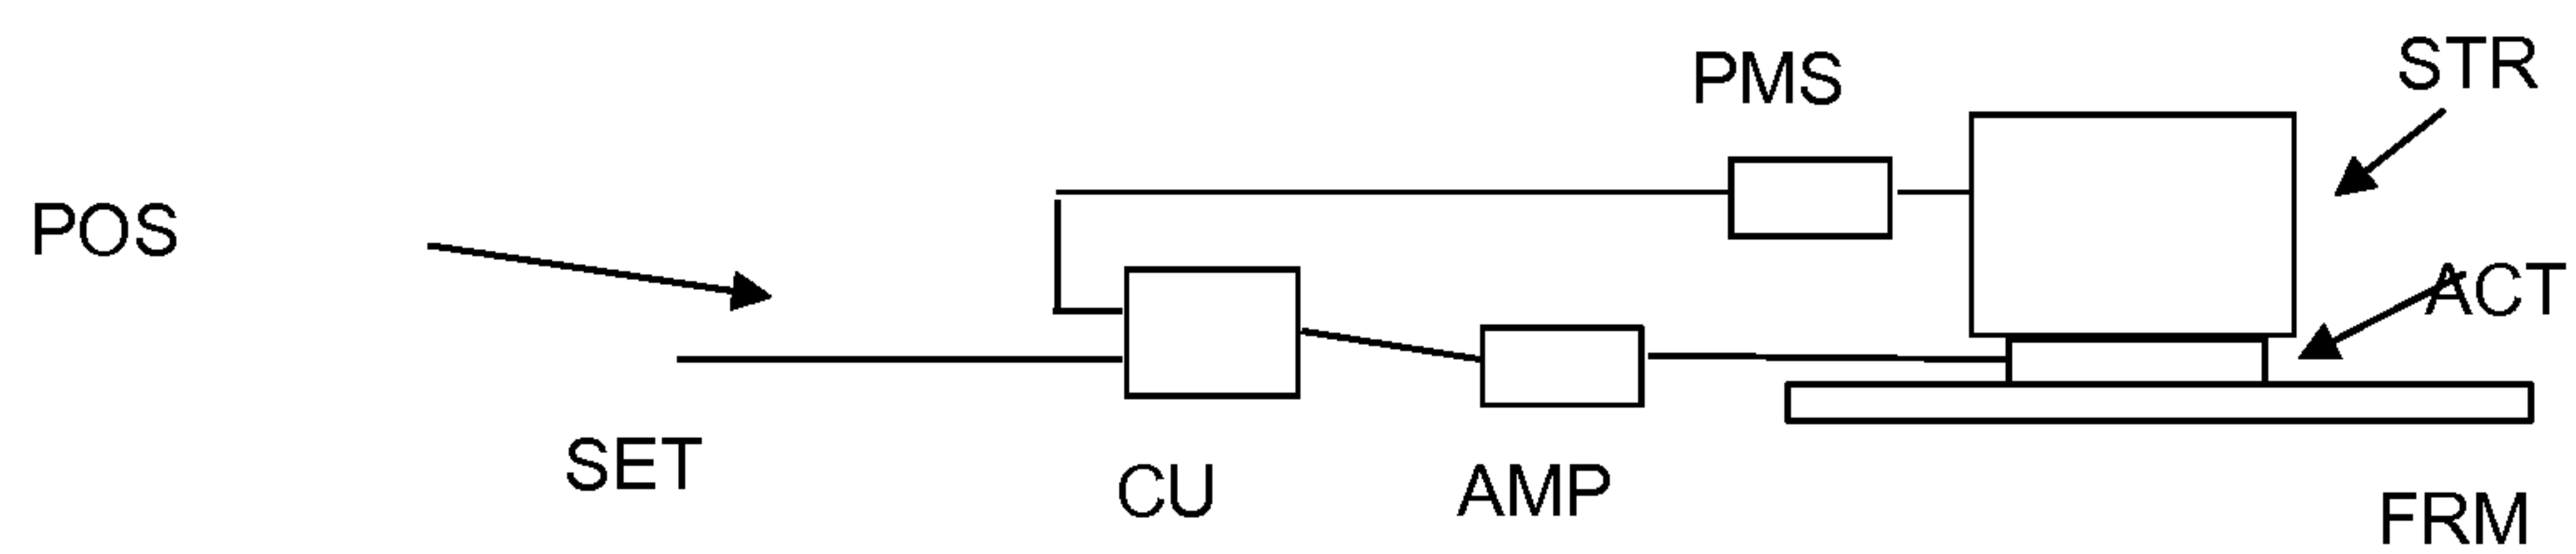 STR
PMS
POS
ACT
SET
CU
AMP
FRM